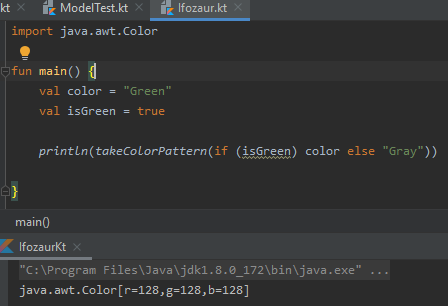 kt ModelTest.kt Ifozaur.kt
import java.awt.Color
fun main() {
val color = "Green"
val isGreen = true
println(takeColorPattern(if (isGreen) color else "Gray"))
}
main()
IfozaurKt
"C:\Program Files\Java\jdk1.8.0_172\bin\java.exe" ...
java.awt.Color[r=128,g=128,b=128]